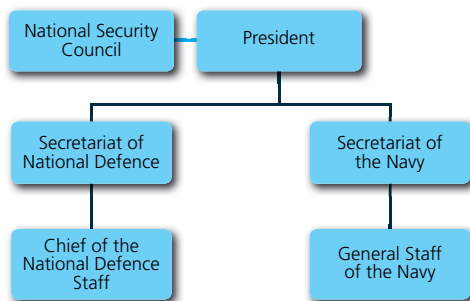 National Security
Council
President
Secretariat of
National Defence
Secretariat of
the Navy
Chief of the
National Defence
Staff
General Staff
of the Navy